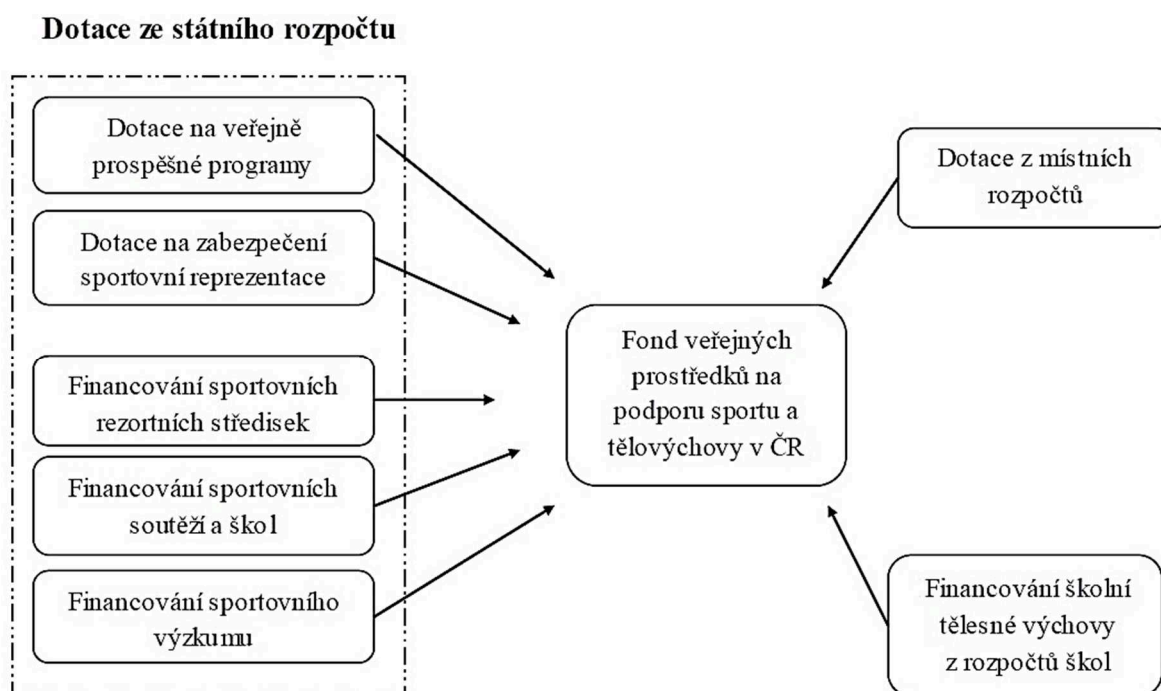 Dotace ze státního rozpočtu
Dotace na veřejně
prospěšné programy
Dotace na zabezpečení
sportovní reprezentace
Financování sportovních
rezortních středisek
Financování sportovních
soutěží a škol
Financování sportovního
výzkumu
Fond veřejných
prostředků na
podporu sportu a
tělovýchovy v ČR
Dotace z místních
rozpočtů
Financování školní
tělesné výchovy
z rozpočtů škol